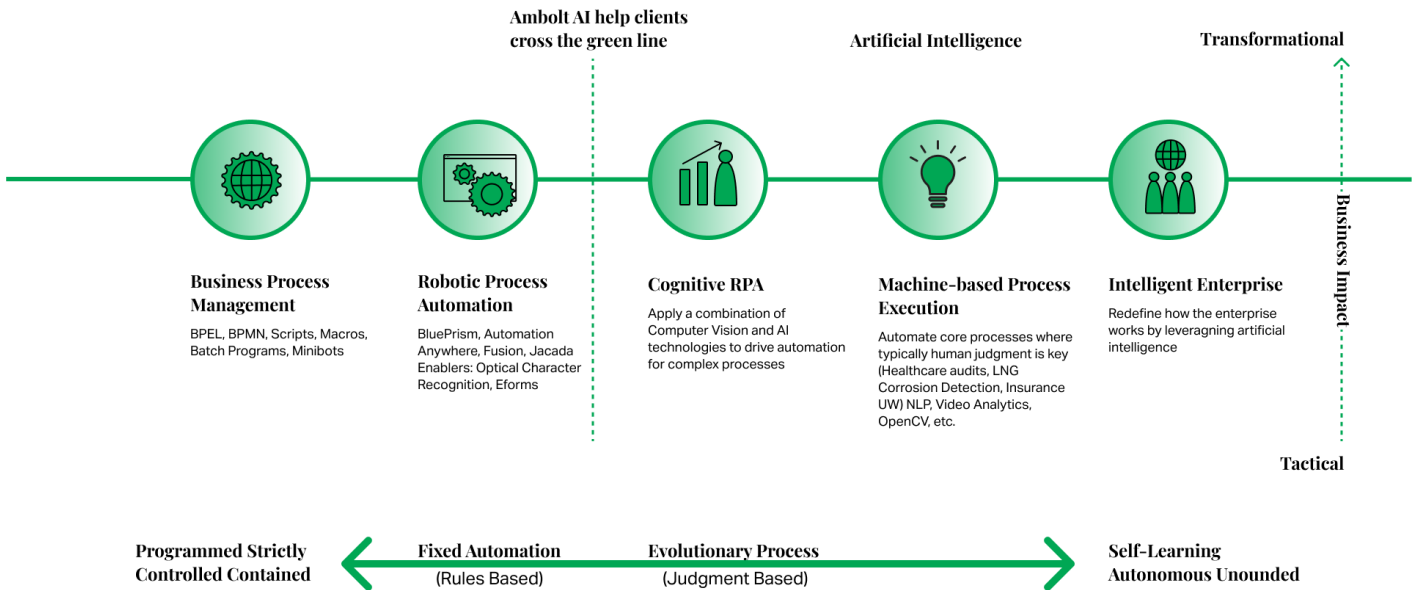 Ambolt AI help clients
cross the green line
Artificial Intelligence
Transformational
Business Process
Management
BPEL, BPMN, Scripts, Macros,
Batch Programs, Minibots
Robotic Process
Automation
BluePrism, Automation
Anywhere, Fusion, Jacada
Enablers: Optical Character
Recognition, Eforms
Cognitive RPA
Apply a combination of
Computer Vision and AI
technologies to drive automation
for complex processes
Machine-based Process
Execution
Automate core processes where
typically human judgment is key
(Healthcare audits, LNG
Corrosion Detection, Insurance
UW) NLP, Video Analytics,
OpenCV, etc.
Intelligent Enterprise
Redefine how the enterprise
works by leveragning artificial
intelligence
Business Impact
Tactical
Programmed Strictly
Controlled Contained
Fixed Automation
(Rules Based)
Evolutionary Process
(Judgment Based)
Self-Learning
Autonomous Unounded